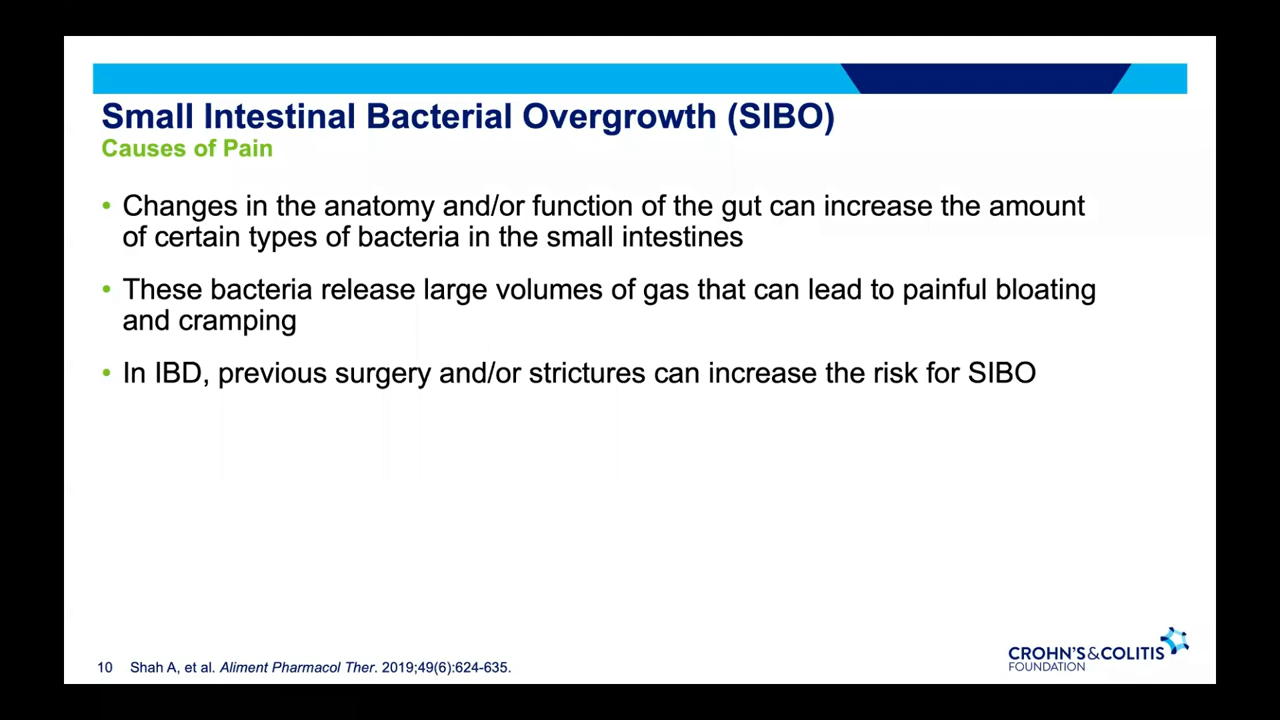 Small Intestinal Bacterial Overgrowth (SIBO)
Causes of Pain
• Changes in the anatomy and/or function of the gut can increase the amount
of certain types of bacteria in the small intestines
• These bacteria release large volumes of gas that can lead to painful bloating
and cramping
• In IBD, previous surgery and/or strictures can increase the risk for SIBO
10 Shah A, et al. Aliment Pharmacol Ther. 2019;49(6):624-635.
CROHN'S&COLITIS
FOUNDATION